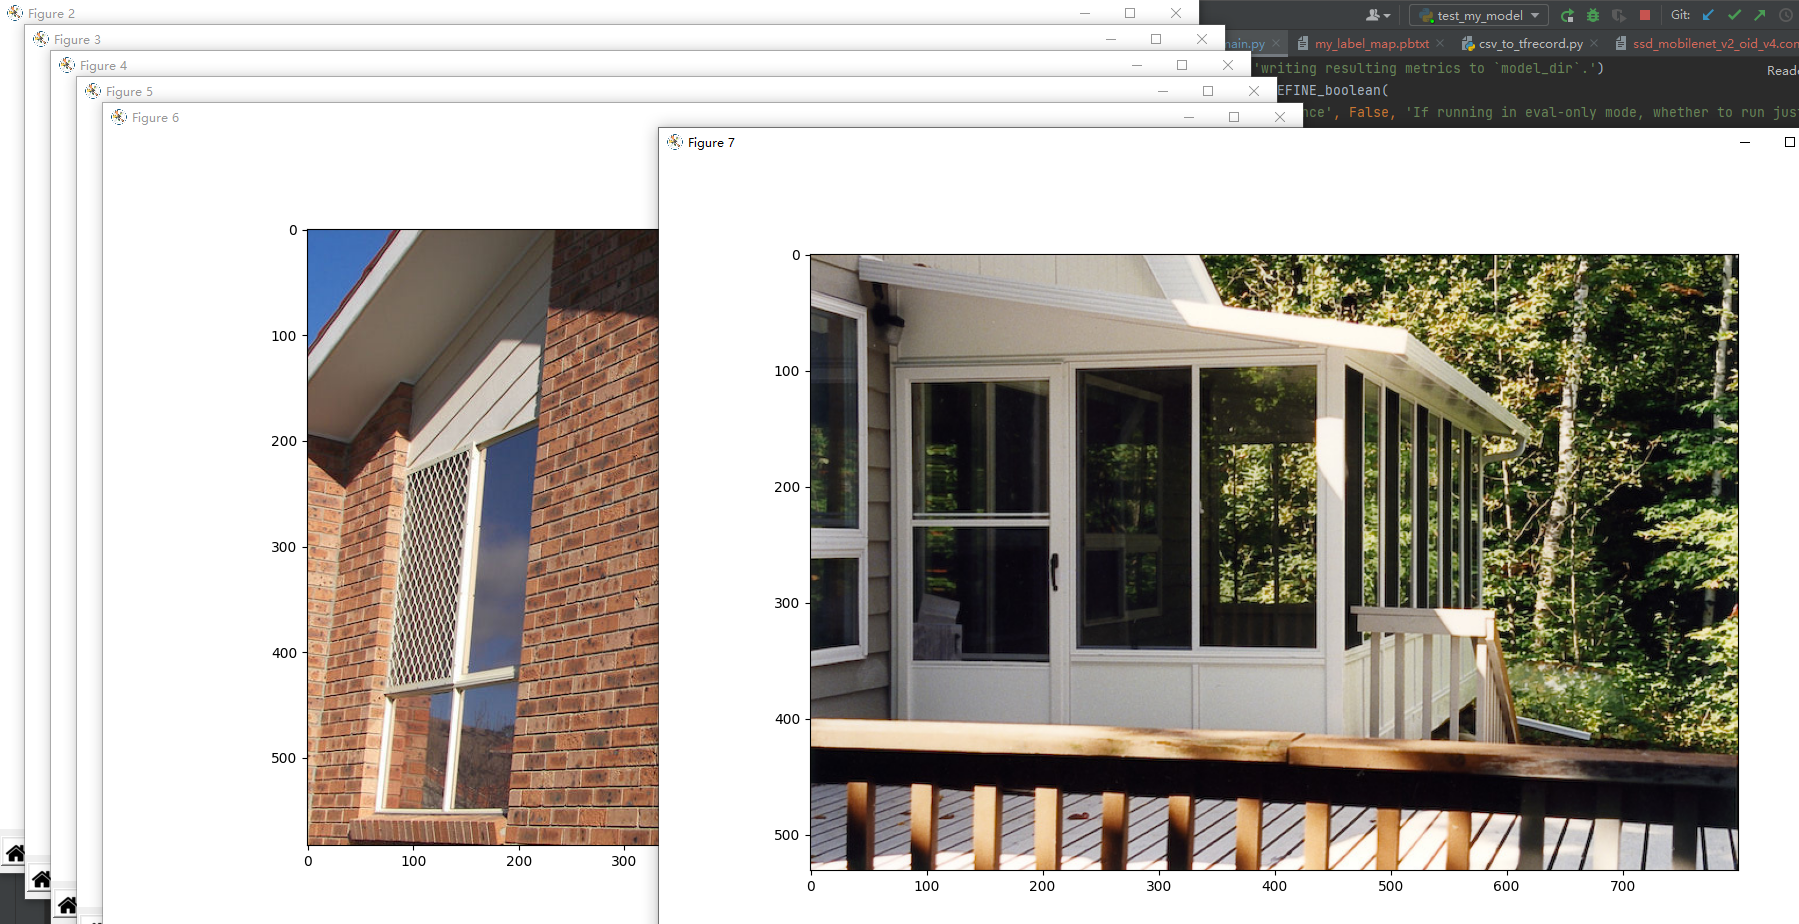 Figure 2
Figure 3
Figure 4
Figure 5
Figure 6
Figure 7
test_my_model
Git:
ain.py
my_label_map.pbtxt
csv_to_tfrecord.py
ssd_mobilenet_v2_oid_v4.con
'writing resulting metrics to `model_dir`.')
Reade
EFINE_boolean(
nce', False, 'If running in eval-only mode, whether to run jus
0
100
200
300
400
500
0
100
200
300
0
100
200
300
400
500
0
100
200
300
400
500
600
700